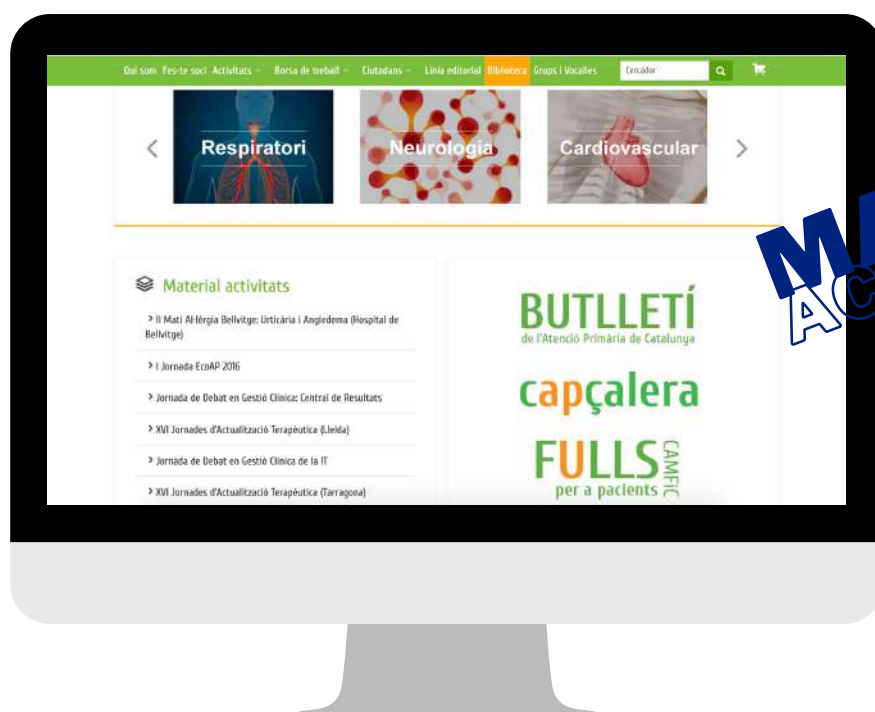 Qui som Fes-te soci Activitats Borsa de treball Ciutadans Línia editorial Biblioteca Grups i Vocalies Cercador
Respiratori Neurologia Cardiovascular
Material activitats
> II Matí Al·lèrgia Bellvitge: Urticària i Angiedema (Hospital de
Bellvitge)
> I Jornada EcoAP 2016
> Jornada de Debat en Gestió Clínica: Central de Resultats
> XVI Jornades d'Actualització Terapèutica (Lleida)
> Jornada de Debat en Gestió Clínica de la IT
> XVI Jornades d'Actualització Terapèutica (Tarragona)
BUTLLETÍ
de l'Atenció Primària de Catalunya
capçalera
FULLS
per a pacients
CAMFiC